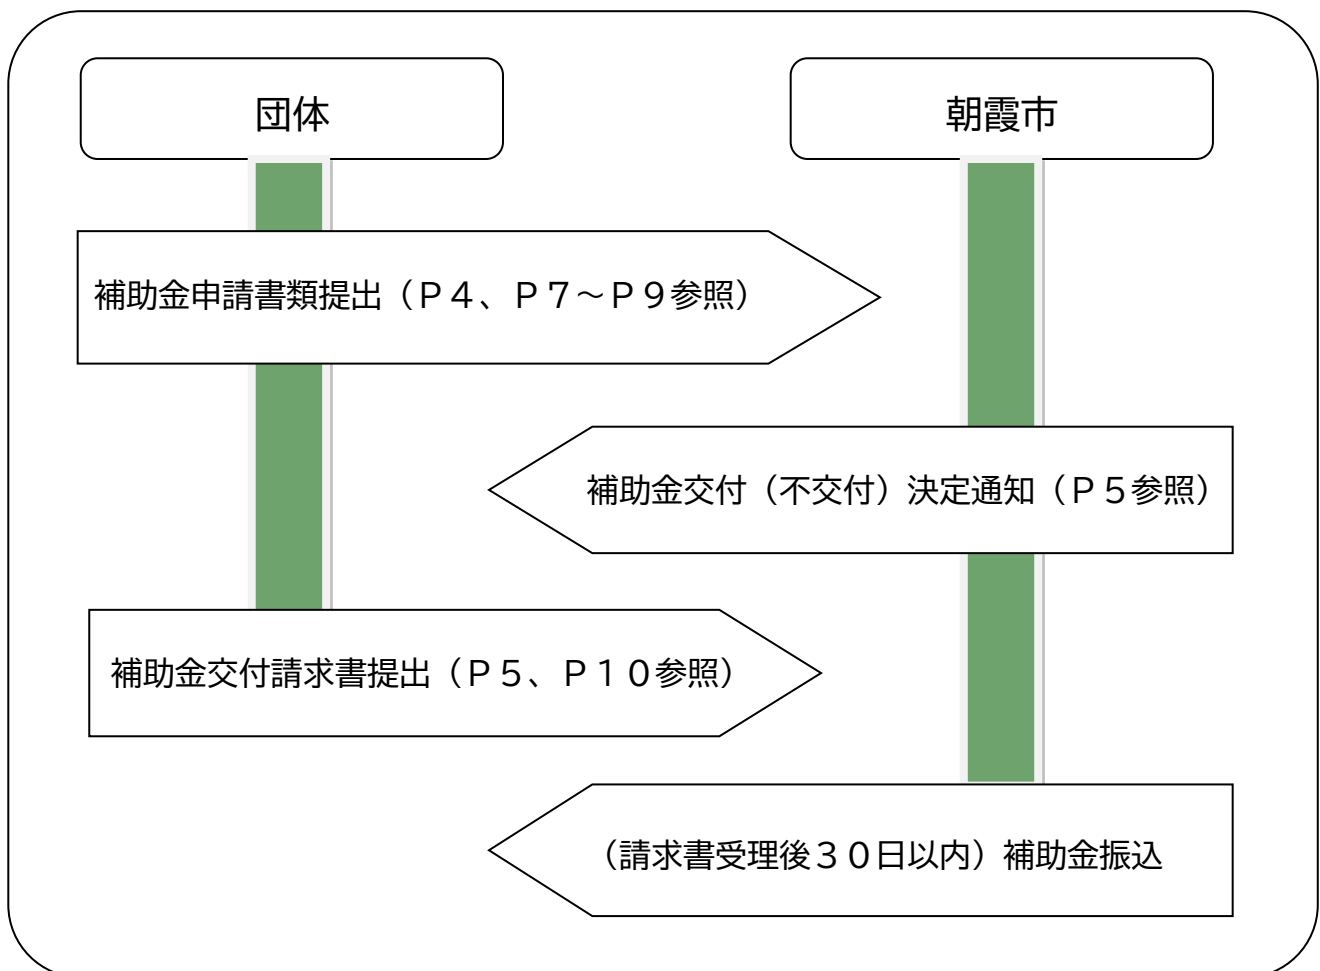 団体
朝霞市
補助金申請書類提出（Ｐ４、Ｐ７～Ｐ９参照）
補助金交付（不交付）決定通知（Ｐ５参照）
補助金交付請求書提出（Ｐ５、Ｐ１０参照）
（請求書受理後３０日以内）補助金振込